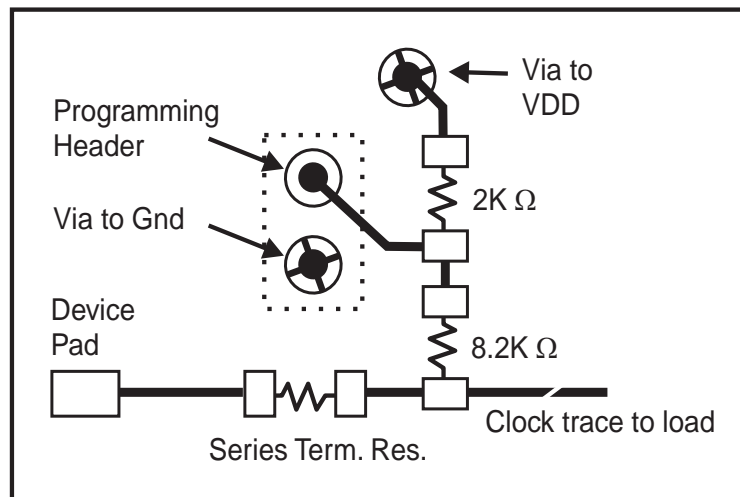 Via to
VDD
Programming
Header
2K Ω
Via to Gnd
Device
Pad
8.2K Ω
Clock trace to load
Series Term. Res.